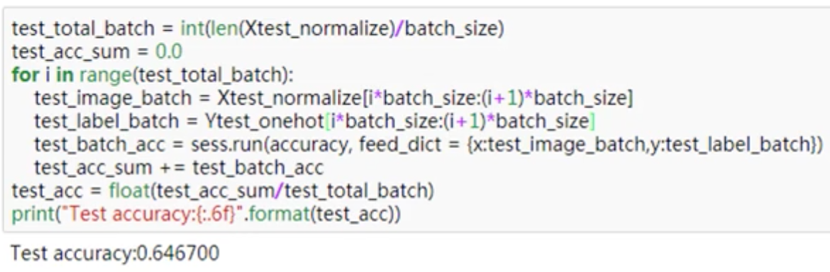 test_total_batch = int(len(Xtest_normalize)/batch_size)
test_acc_sum = 0.0
for i in range(test_total_batch):
    test_image_batch = Xtest_normalize[i*batch_size:(i+1)*batch_size]
    test_label_batch = Ytest_onehot[i*batch_size:(i+1)*batch_size]
    test_batch_acc = sess.run(accuracy, feed_dict = {x:test_image_batch,y:test_label_batch})
    test_acc_sum += test_batch_acc
test_acc = float(test_acc_sum/test_total_batch)
print("Test accuracy:{:.6f}".format(test_acc))
Test accuracy:0.646700